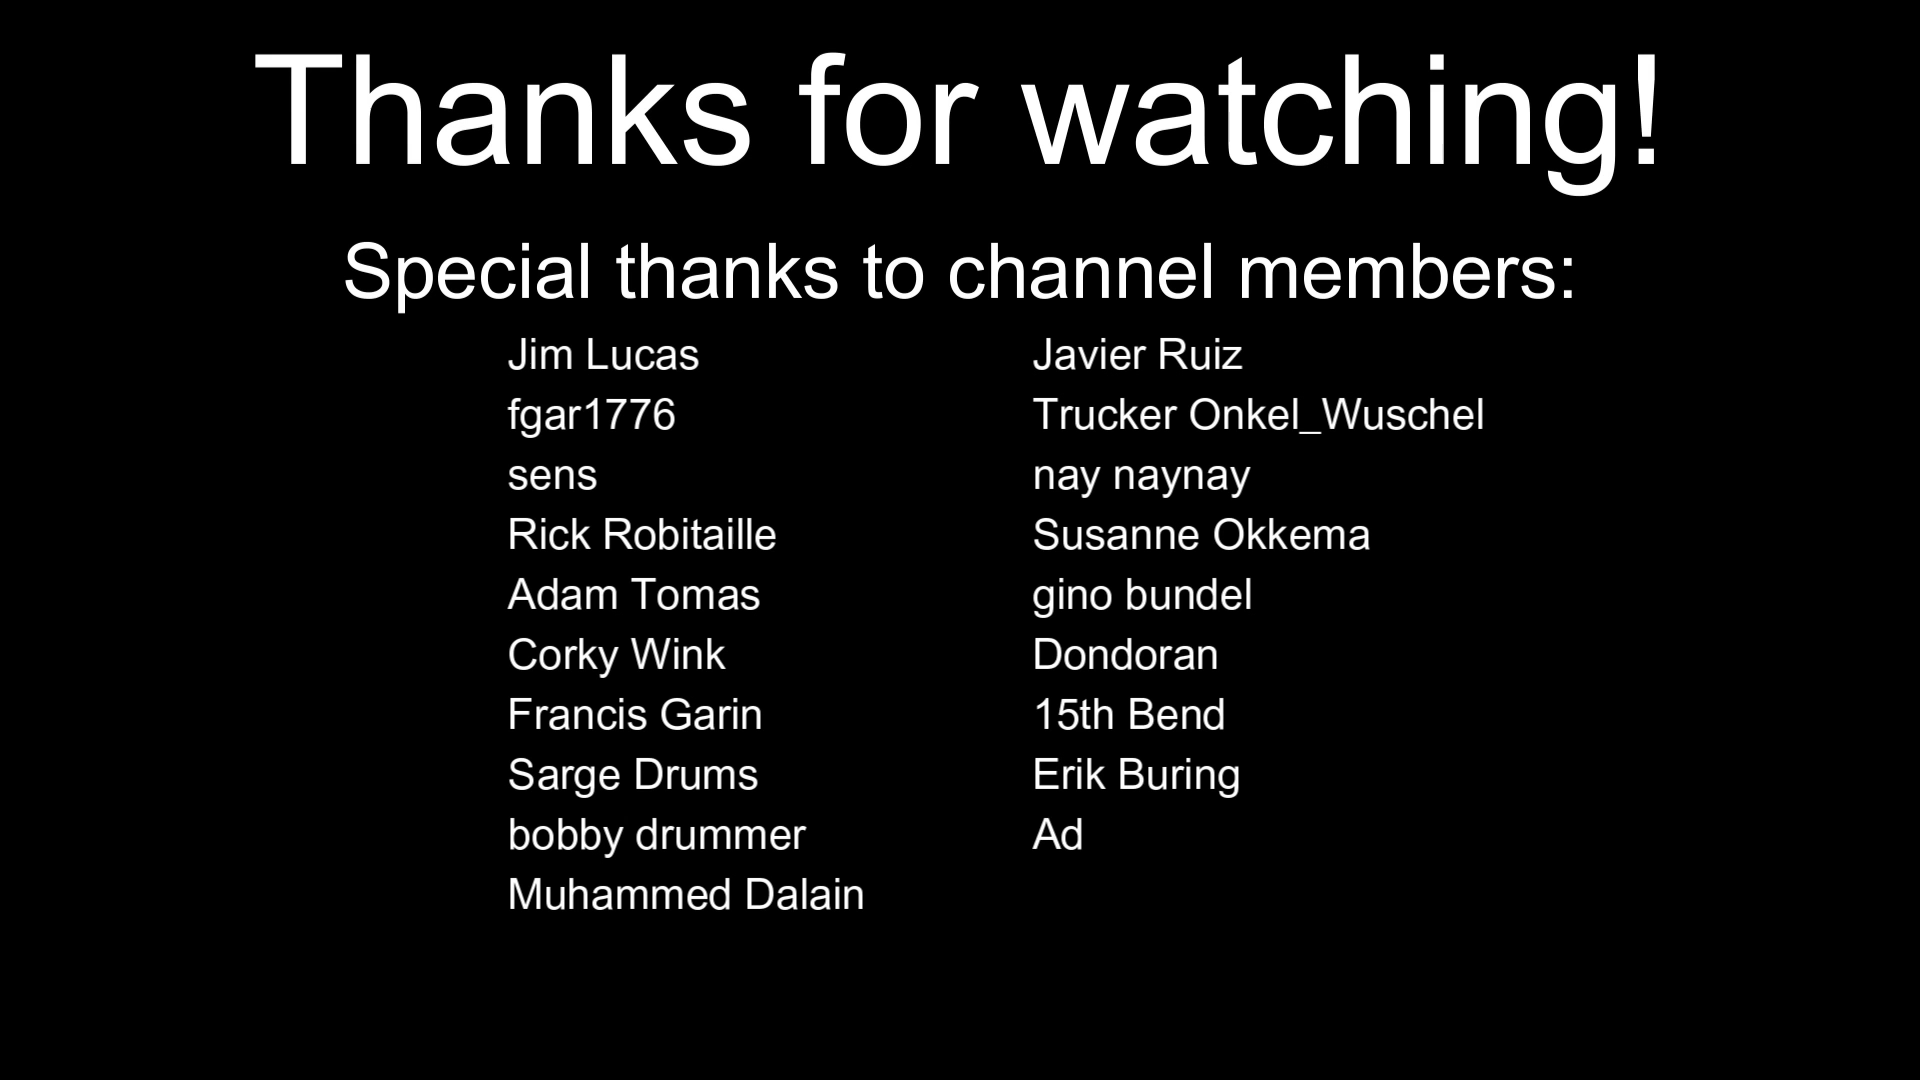 Thanks for watching!
Special thanks to channel members:
Jim Lucas
fgar1776
sens
Rick Robitaille
Adam Tomas
Corky Wink
Francis Garin
Sarge Drums
bobby drummer
Muhammed Dalain
Javier Ruiz
Trucker Onkel_Wuschel
nay naynay
Susanne Okkema
gino bundel
Dondoran
15th Bend
Erik Buring
Ad